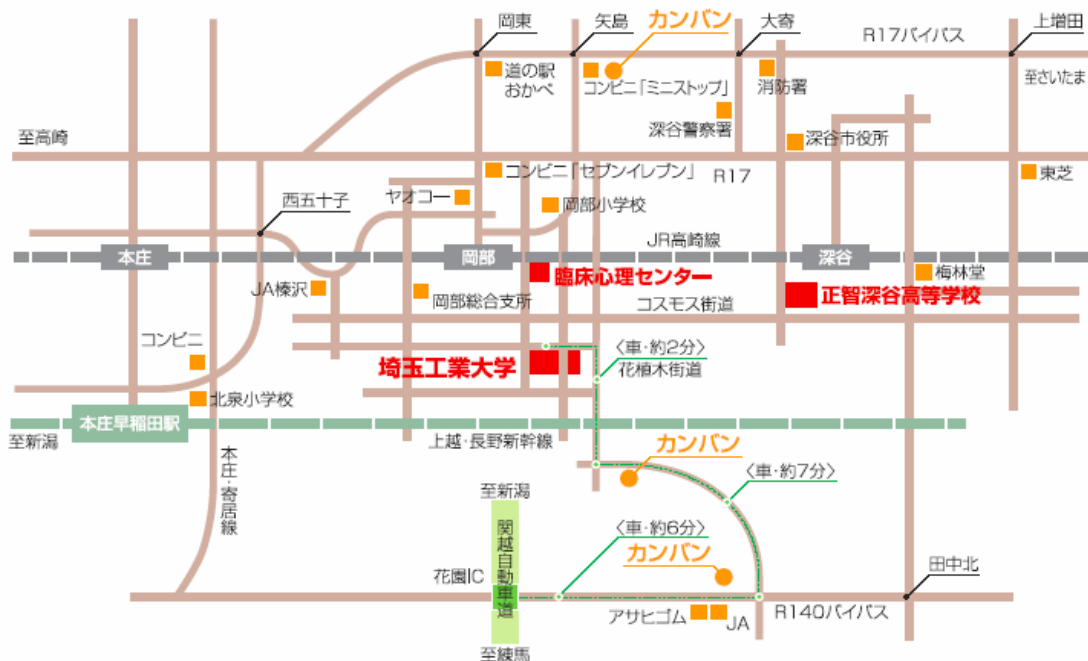 岡東
矢島
カンバン
大寄
R17バイパス
上増田
道の駅
おかべ
コンビニ「ミニストップ」
消防署
至さいたま
深谷警察署
深谷市役所
至高崎
コンビニ「セブンイレブン」
R17
東芝
西五十子
ヤオコー
岡部小学校
JR高崎線
本庄
岡部
深谷
臨床心理センター
梅林堂
JA榛沢
岡部総合支所
コスモス街道
正智深谷高等学校
コンビニ
埼玉工業大学
〈車・約2分〉
花植木街道
北泉小学校
本庄早稲田駅
至新潟
上越・長野新幹線
本庄・寄居線
カンバン
〈車・約7分〉
至新潟
関越自動車道
〈車・約6分〉
カンバン
花園IC
田中北
アサヒゴム
JA
R140バイパス
至練馬